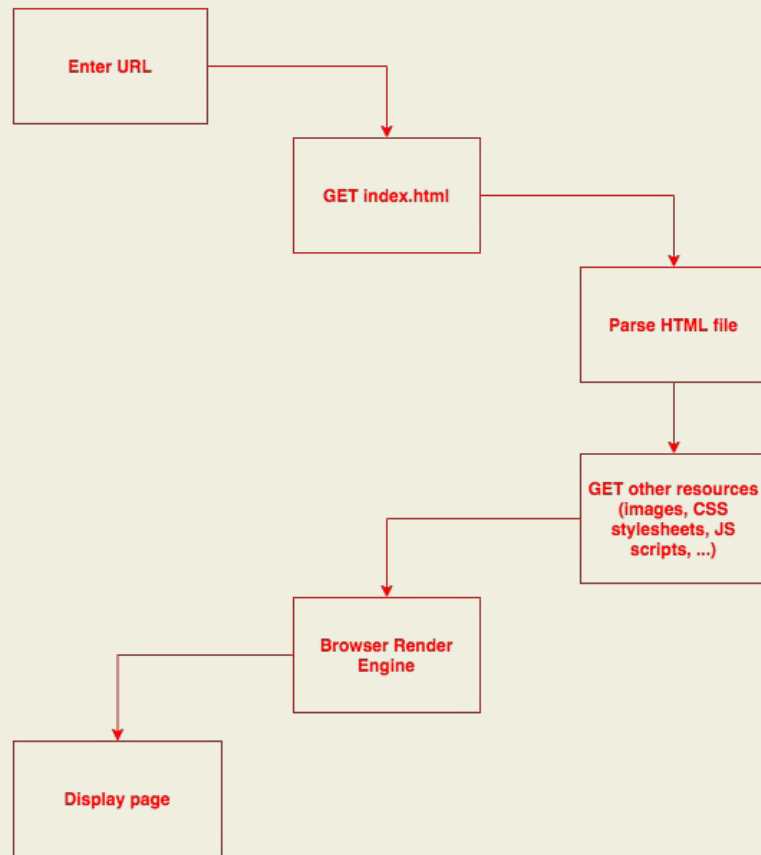 Enter URL
GET index.html
Parse HTML file
GET other resources
(images, CSS
stylesheets, JS
scripts, ...)
Browser Render
Engine
Display page